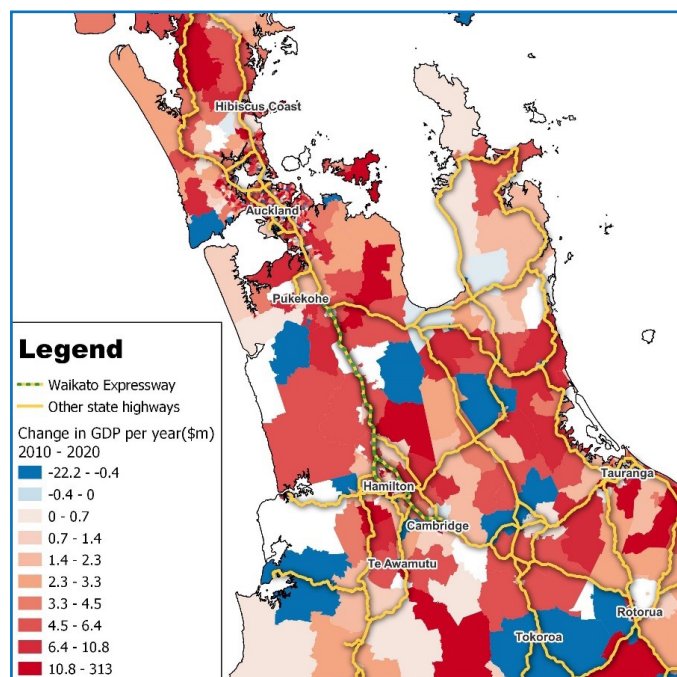 Hibiscus Coast
Auckland
Pukekohe
Hamilton
Cambridge
Te Awamutu
Tauranga
Rotorua
Tokoroa
Legend
Waikato Expressway
Other state highways
Change in GDP per year($m)
2010 - 2020
-22.2 - -0.4
-0.4 - 0
0 - 0.7
0.7 - 1.4
1.4 - 2.3
2.3 - 3.3
3.3 - 4.5
4.5 - 6.4
6.4 - 10.8
10.8 - 313